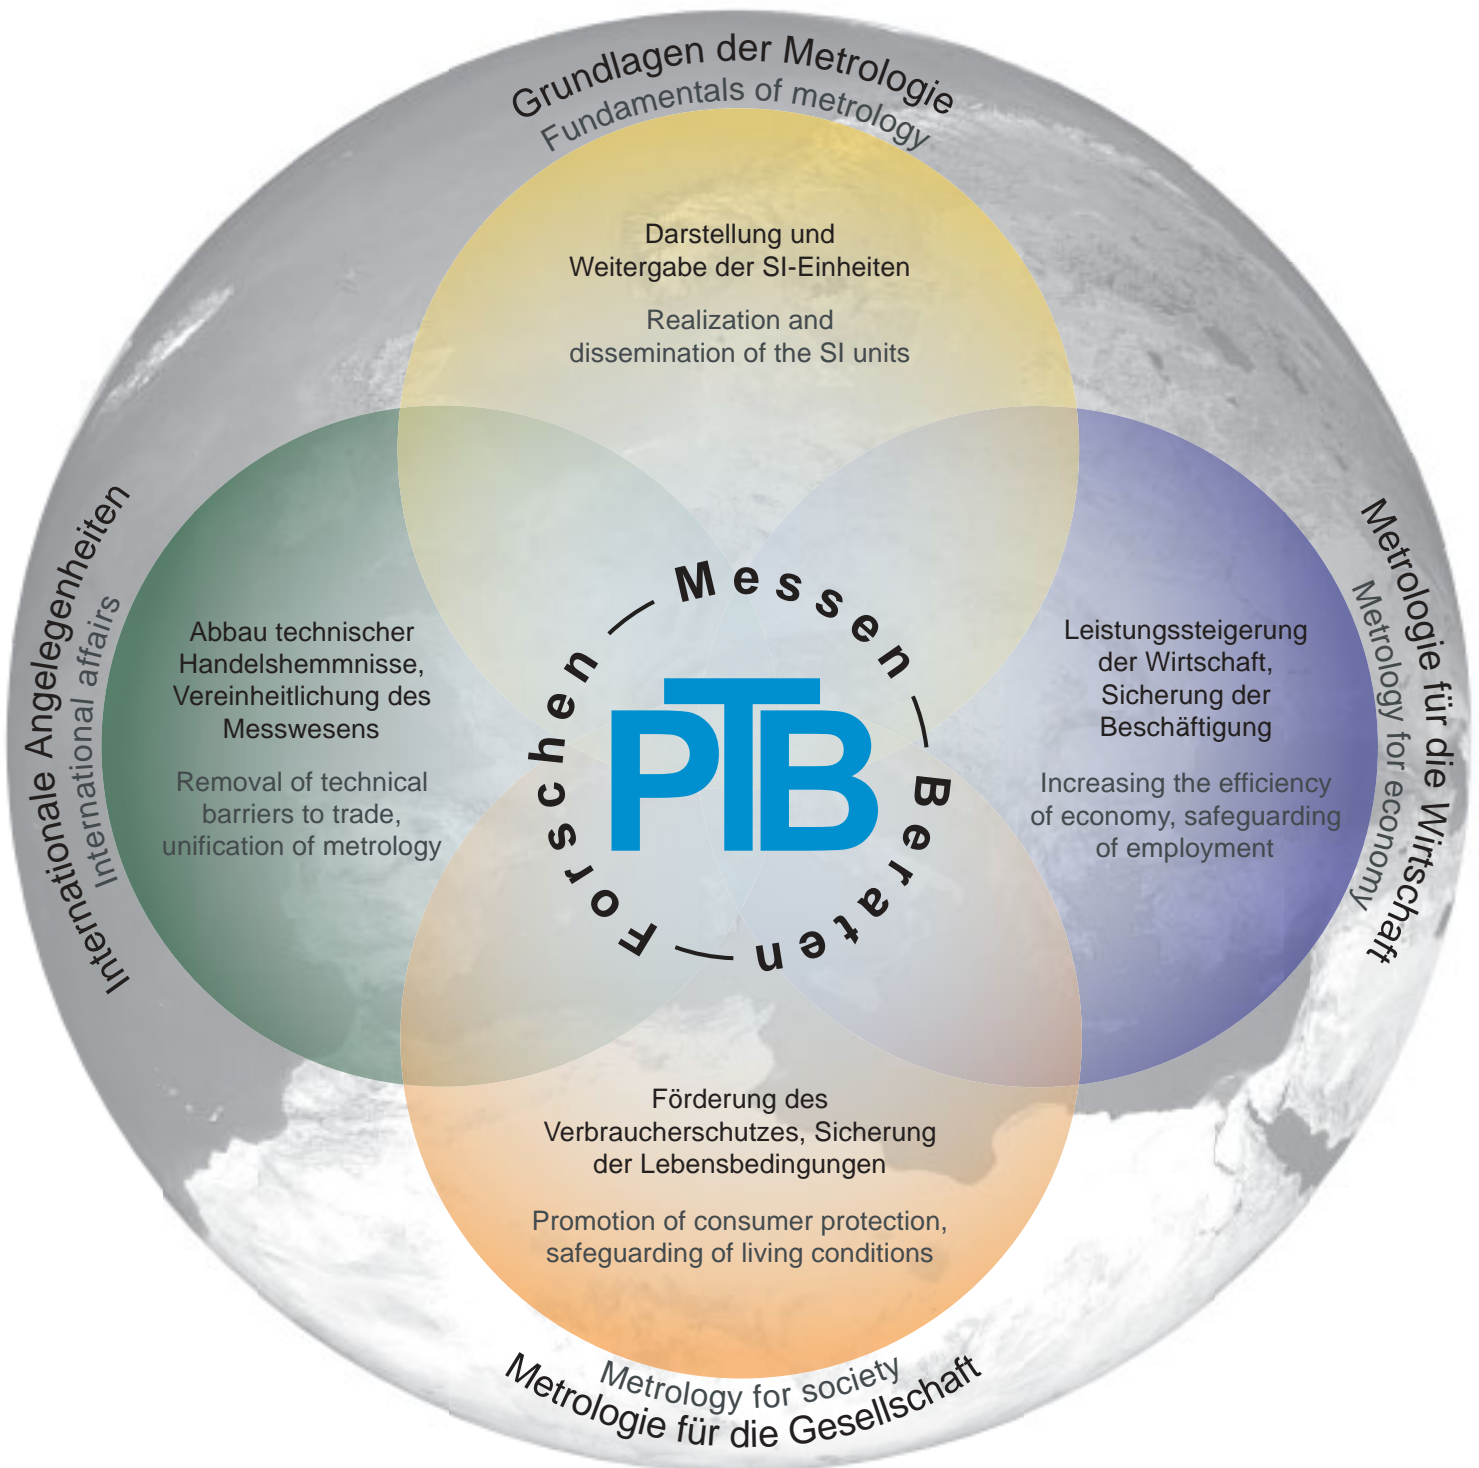 Grundlagen der Metrologie
Fundamentals of metrology
Darstellung und
Weitergabe der SI-Einheiten
Realization and
dissemination of the SI units
Internationale Angelegenheiten
International affairs
Abbau technischer
Handelshemmnisse,
Vereinheitlichung des
Messwesens
Removal of technical
barriers to trade,
unification of metrology
Forschen — Messen — Beraten —
PTB
Leistungssteigerung
der Wirtschaft,
Sicherung der
Beschäftigung
Increasing the efficiency
of economy, safeguarding
of employment
Metrologie für die Wirtschaft
Metrology for economy
Förderung des
Verbraucherschutzes, Sicherung
der Lebensbedingungen
Promotion of consumer protection,
safeguarding of living conditions
Metrology for society
Metrologie für die Gesellschaft